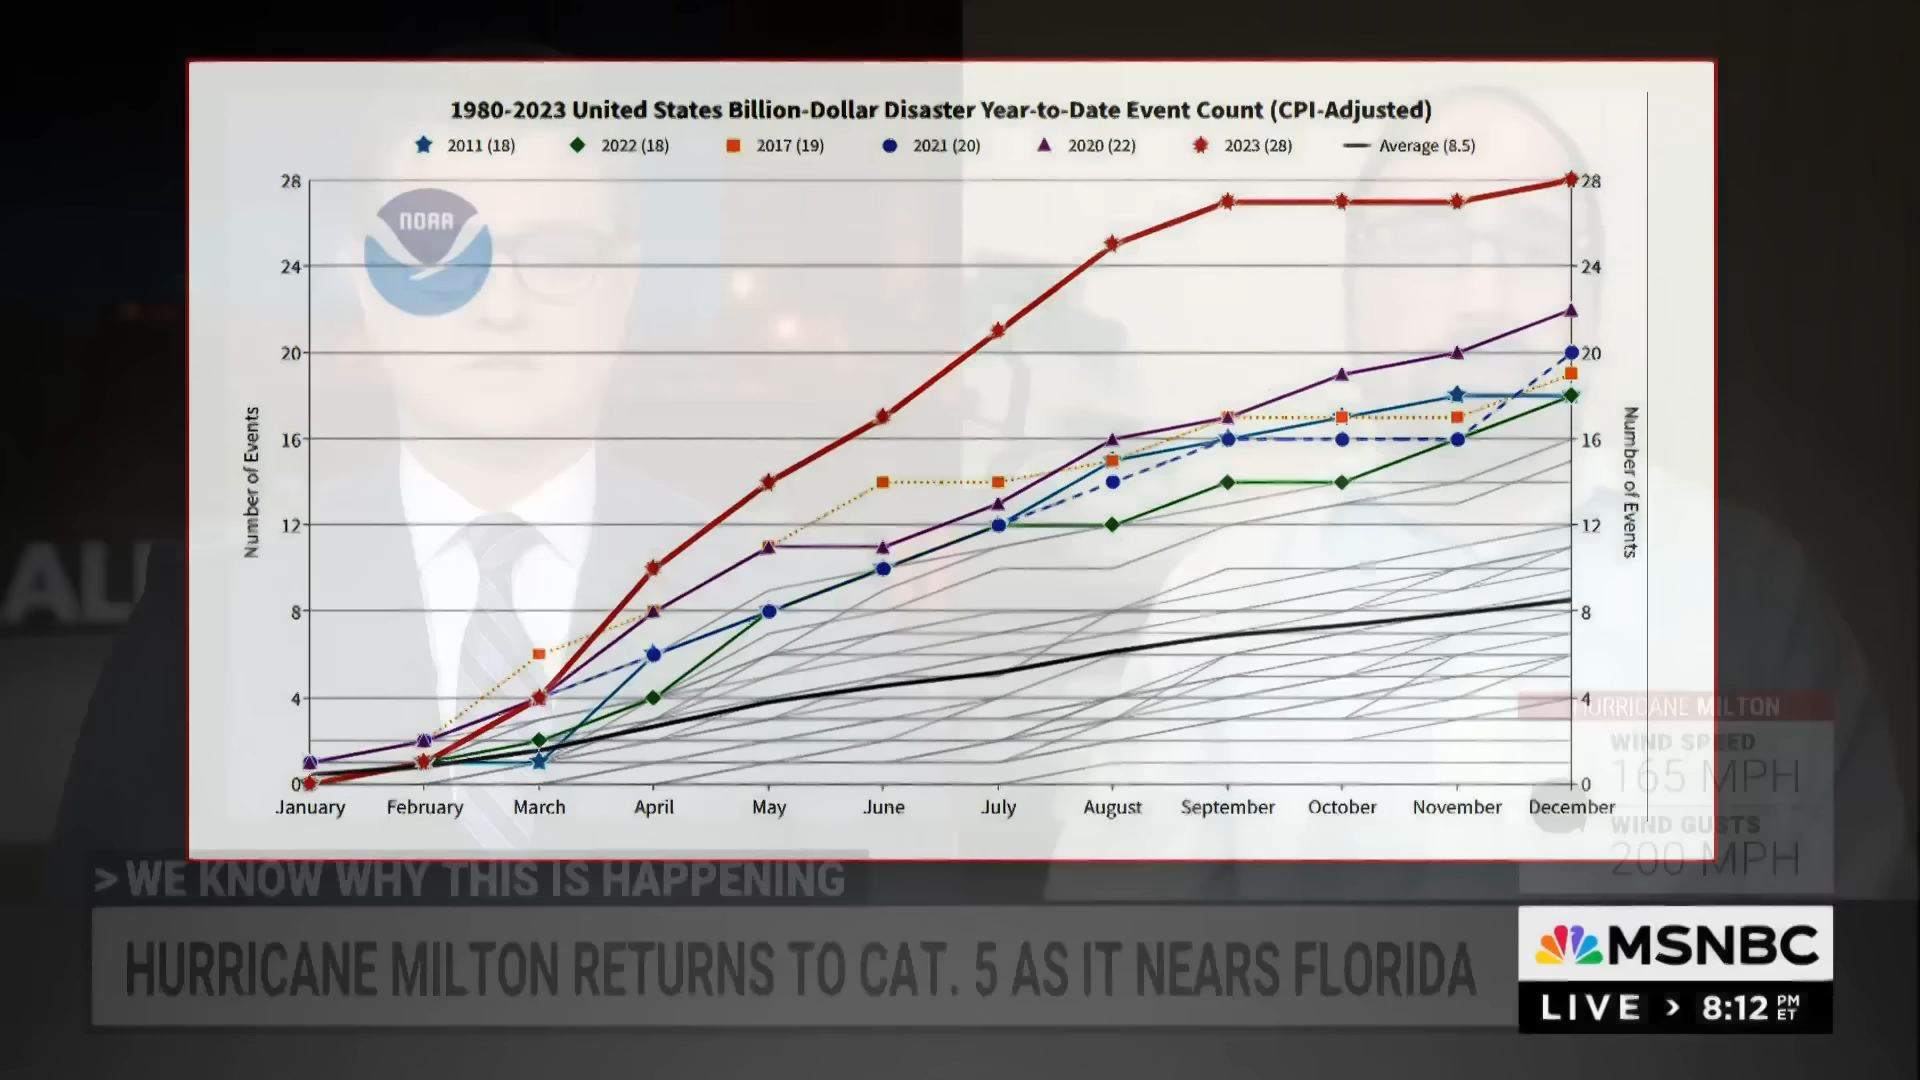 1980-2023 United States Billion-Dollar Disaster Year-to-Date Event Count (CPI-Adjusted)
2011 (18) 2022 (18) 2017 (19) 2021 (20) 2020 (22) 2023 (28) Average (8.5)
NOAA
28 28
24 24
20 20
16 16
12 12
8 8
4 4
0 0
Number of Events
Number of Events
January February March April May June July August September October November December
ALI
HURRICANE MILTON
WIND SPEED
165 MPH
WIND GUSTS
200 MPH
> WE KNOW WHY THIS IS HAPPENING
HURRICANE MILTON RETURNS TO CAT. 5 AS IT NEARS FLORIDA
MSNBC
LIVE > 8:12 PM ET